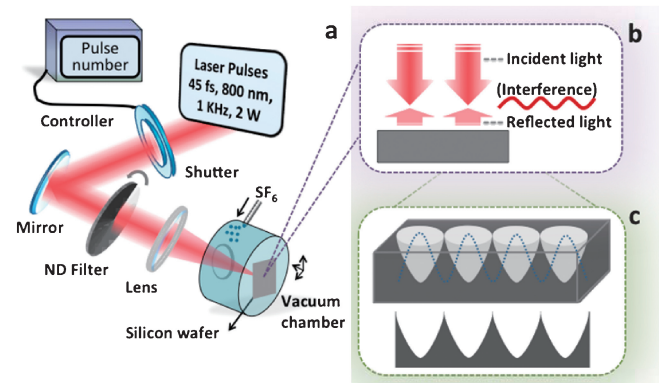 a
Pulse
number
Controller
Laser Pulses
45 fs, 800 nm,
1 KHz, 2 W
Shutter
Mirror
ND Filter
Lens
SF6
Vacuum
chamber
Silicon wafer
b
Incident light
(Interference)
Reflected light
c